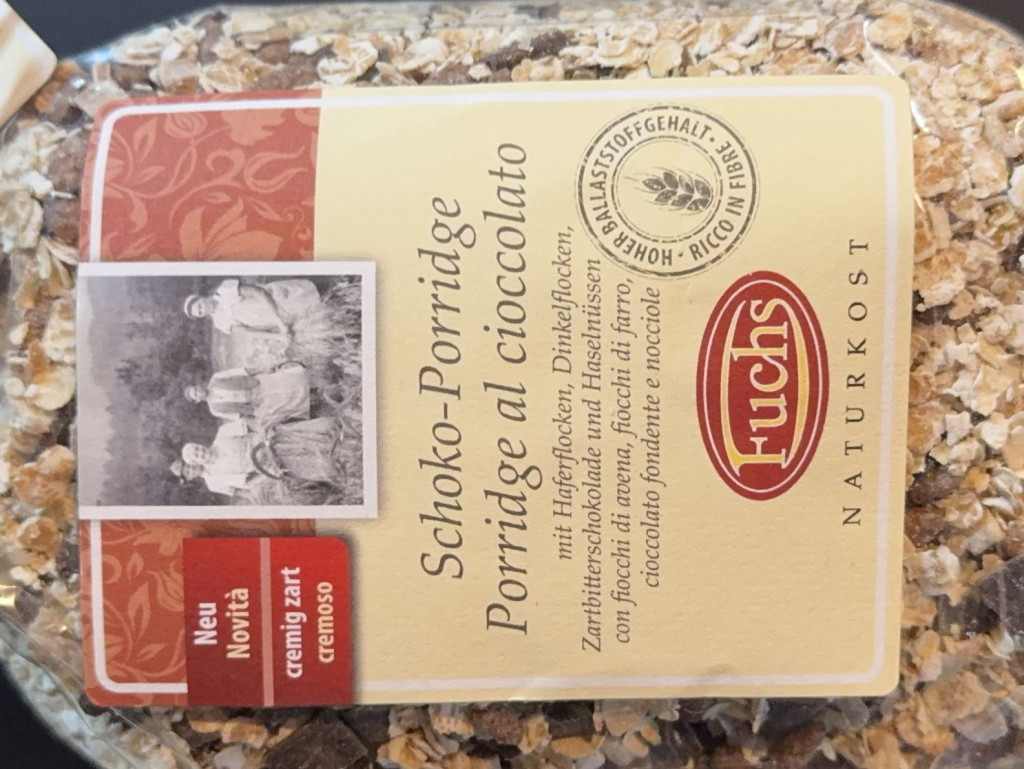 Neu
Novità
cremig zart
cremoso
Schoko-Porridge
Porridge al cioccolato
mit Haferflocken, Dinkelflocken,
Zartbitterschokolade und Haselnüssen
con fiocchi di avena, fiocchi di farro,
cioccolato fondente e nocciole
HOHER BALLASTSTOFFGEHALT · RICCO IN FIBRE ·
Fuchs
NATURKOST